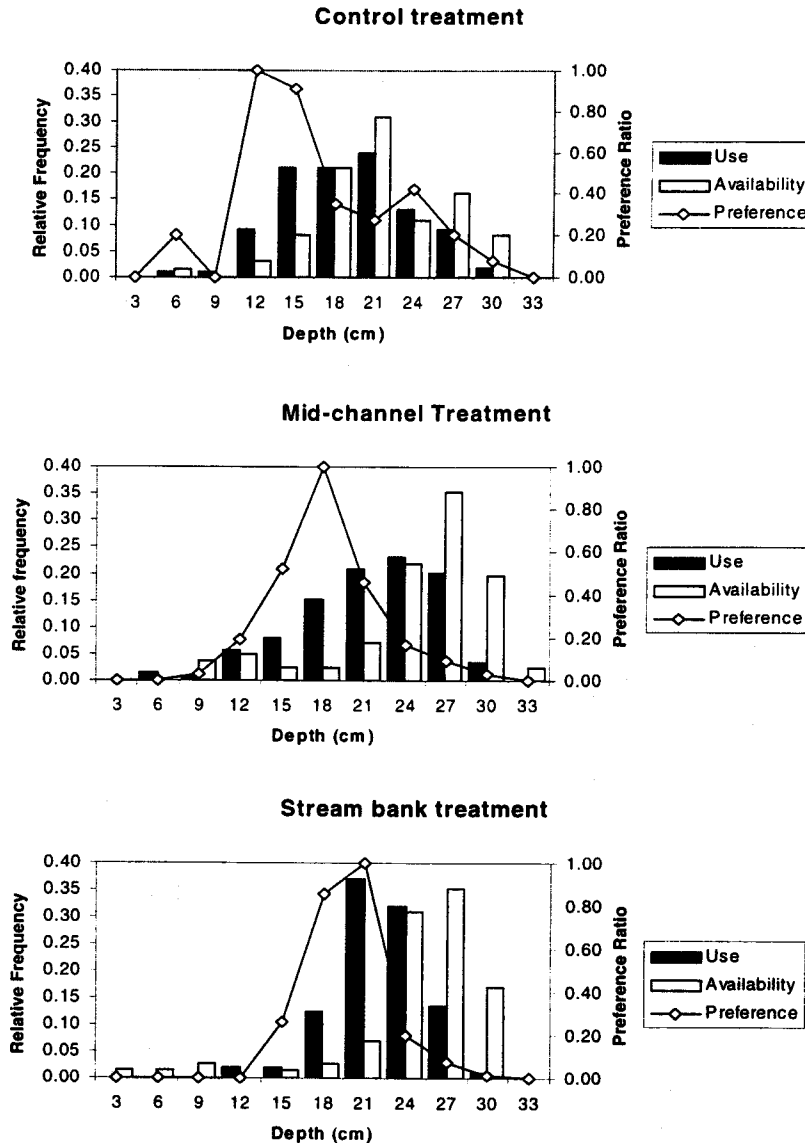 Control treatment
0.40
0.35
0.30
0.25
0.20
0.15
0.10
0.05
0.00
Relative Frequency
1.00
0.80
0.60
0.40
0.20
0.00
Preference Ratio
3 6 9 12 15 18 21 24 27 30 33
Depth (cm)
Use
Availability
Preference
Mid-channel Treatment
0.40
0.35
0.30
0.25
0.20
0.15
0.10
0.05
0.00
Relative frequency
1.00
0.80
0.60
0.40
0.20
0.00
Preference Ratio
3 6 9 12 15 18 21 24 27 30 33
Depth (cm)
Use
Availability
Preference
Stream bank treatment
0.40
0.35
0.30
0.25
0.20
0.15
0.10
0.05
0.00
Relative Frequency
1.00
0.80
0.60
0.40
0.20
0.00
Preference Ratio
3 6 9 12 15 18 21 24 27 30 33
Depth (cm)
Use
Availability
Preference